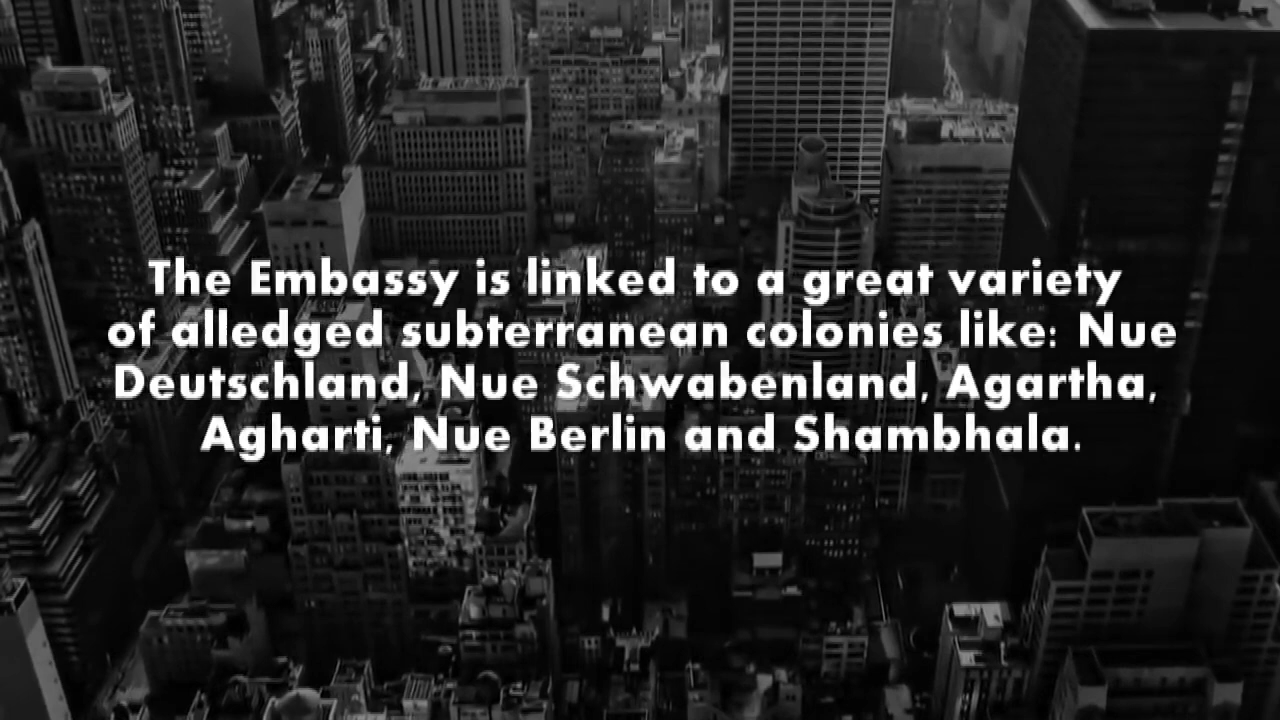 The Embassy is linked to a great variety
of alledged subterranean colonies like: Nue
Deutschland, Nue Schwabenland, Agartha,
Agharti, Nue Berlin and Shambhala.